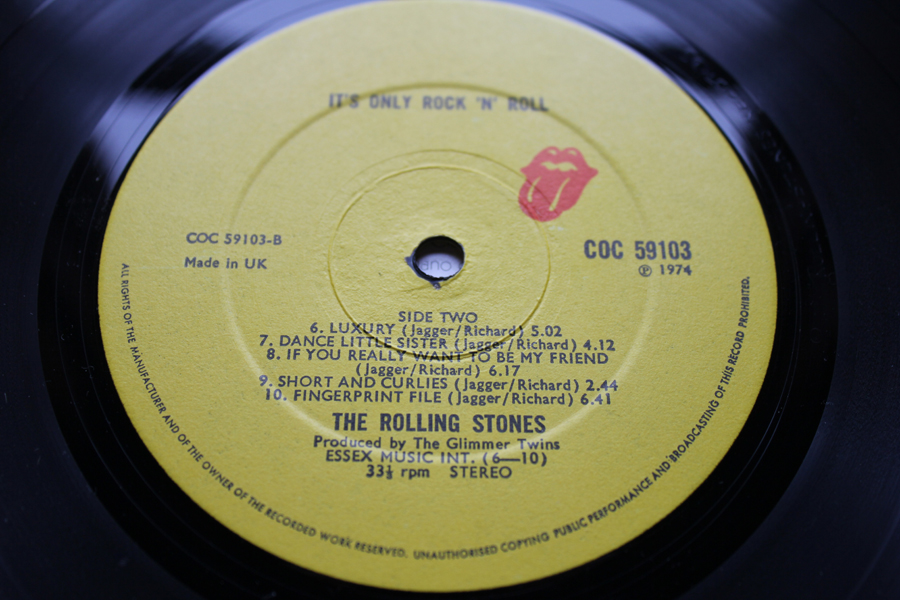 IT'S ONLY ROCK 'N' ROLL
COC 59103-B
Made in UK
COC 59103
Ⓟ 1974
SIDE TWO
6. LUXURY (Jagger/Richard) 5.02
7. DANCE LITTLE SISTER (Jagger/Richard) 4.12
8. IF YOU REALLY WANT TO BE MY FRIEND
(Jagger/Richard) 6.17
9. SHORT AND CURLIES (Jagger/Richard) 2.44
10. FINGERPRINT FILE (Jagger/Richard) 6.41
THE ROLLING STONES
Produced by The Glimmer Twins
ESSEX MUSIC INT. (6—10)
33⅓ rpm STEREO
ALL RIGHTS OF THE MANUFACTURER AND OF THE OWNER OF THE RECORDED WORK RESERVED. UNAUTHORISED COPYING PUBLIC PERFORMANCE AND BROADCASTING OF THIS RECORD PROHIBITED.